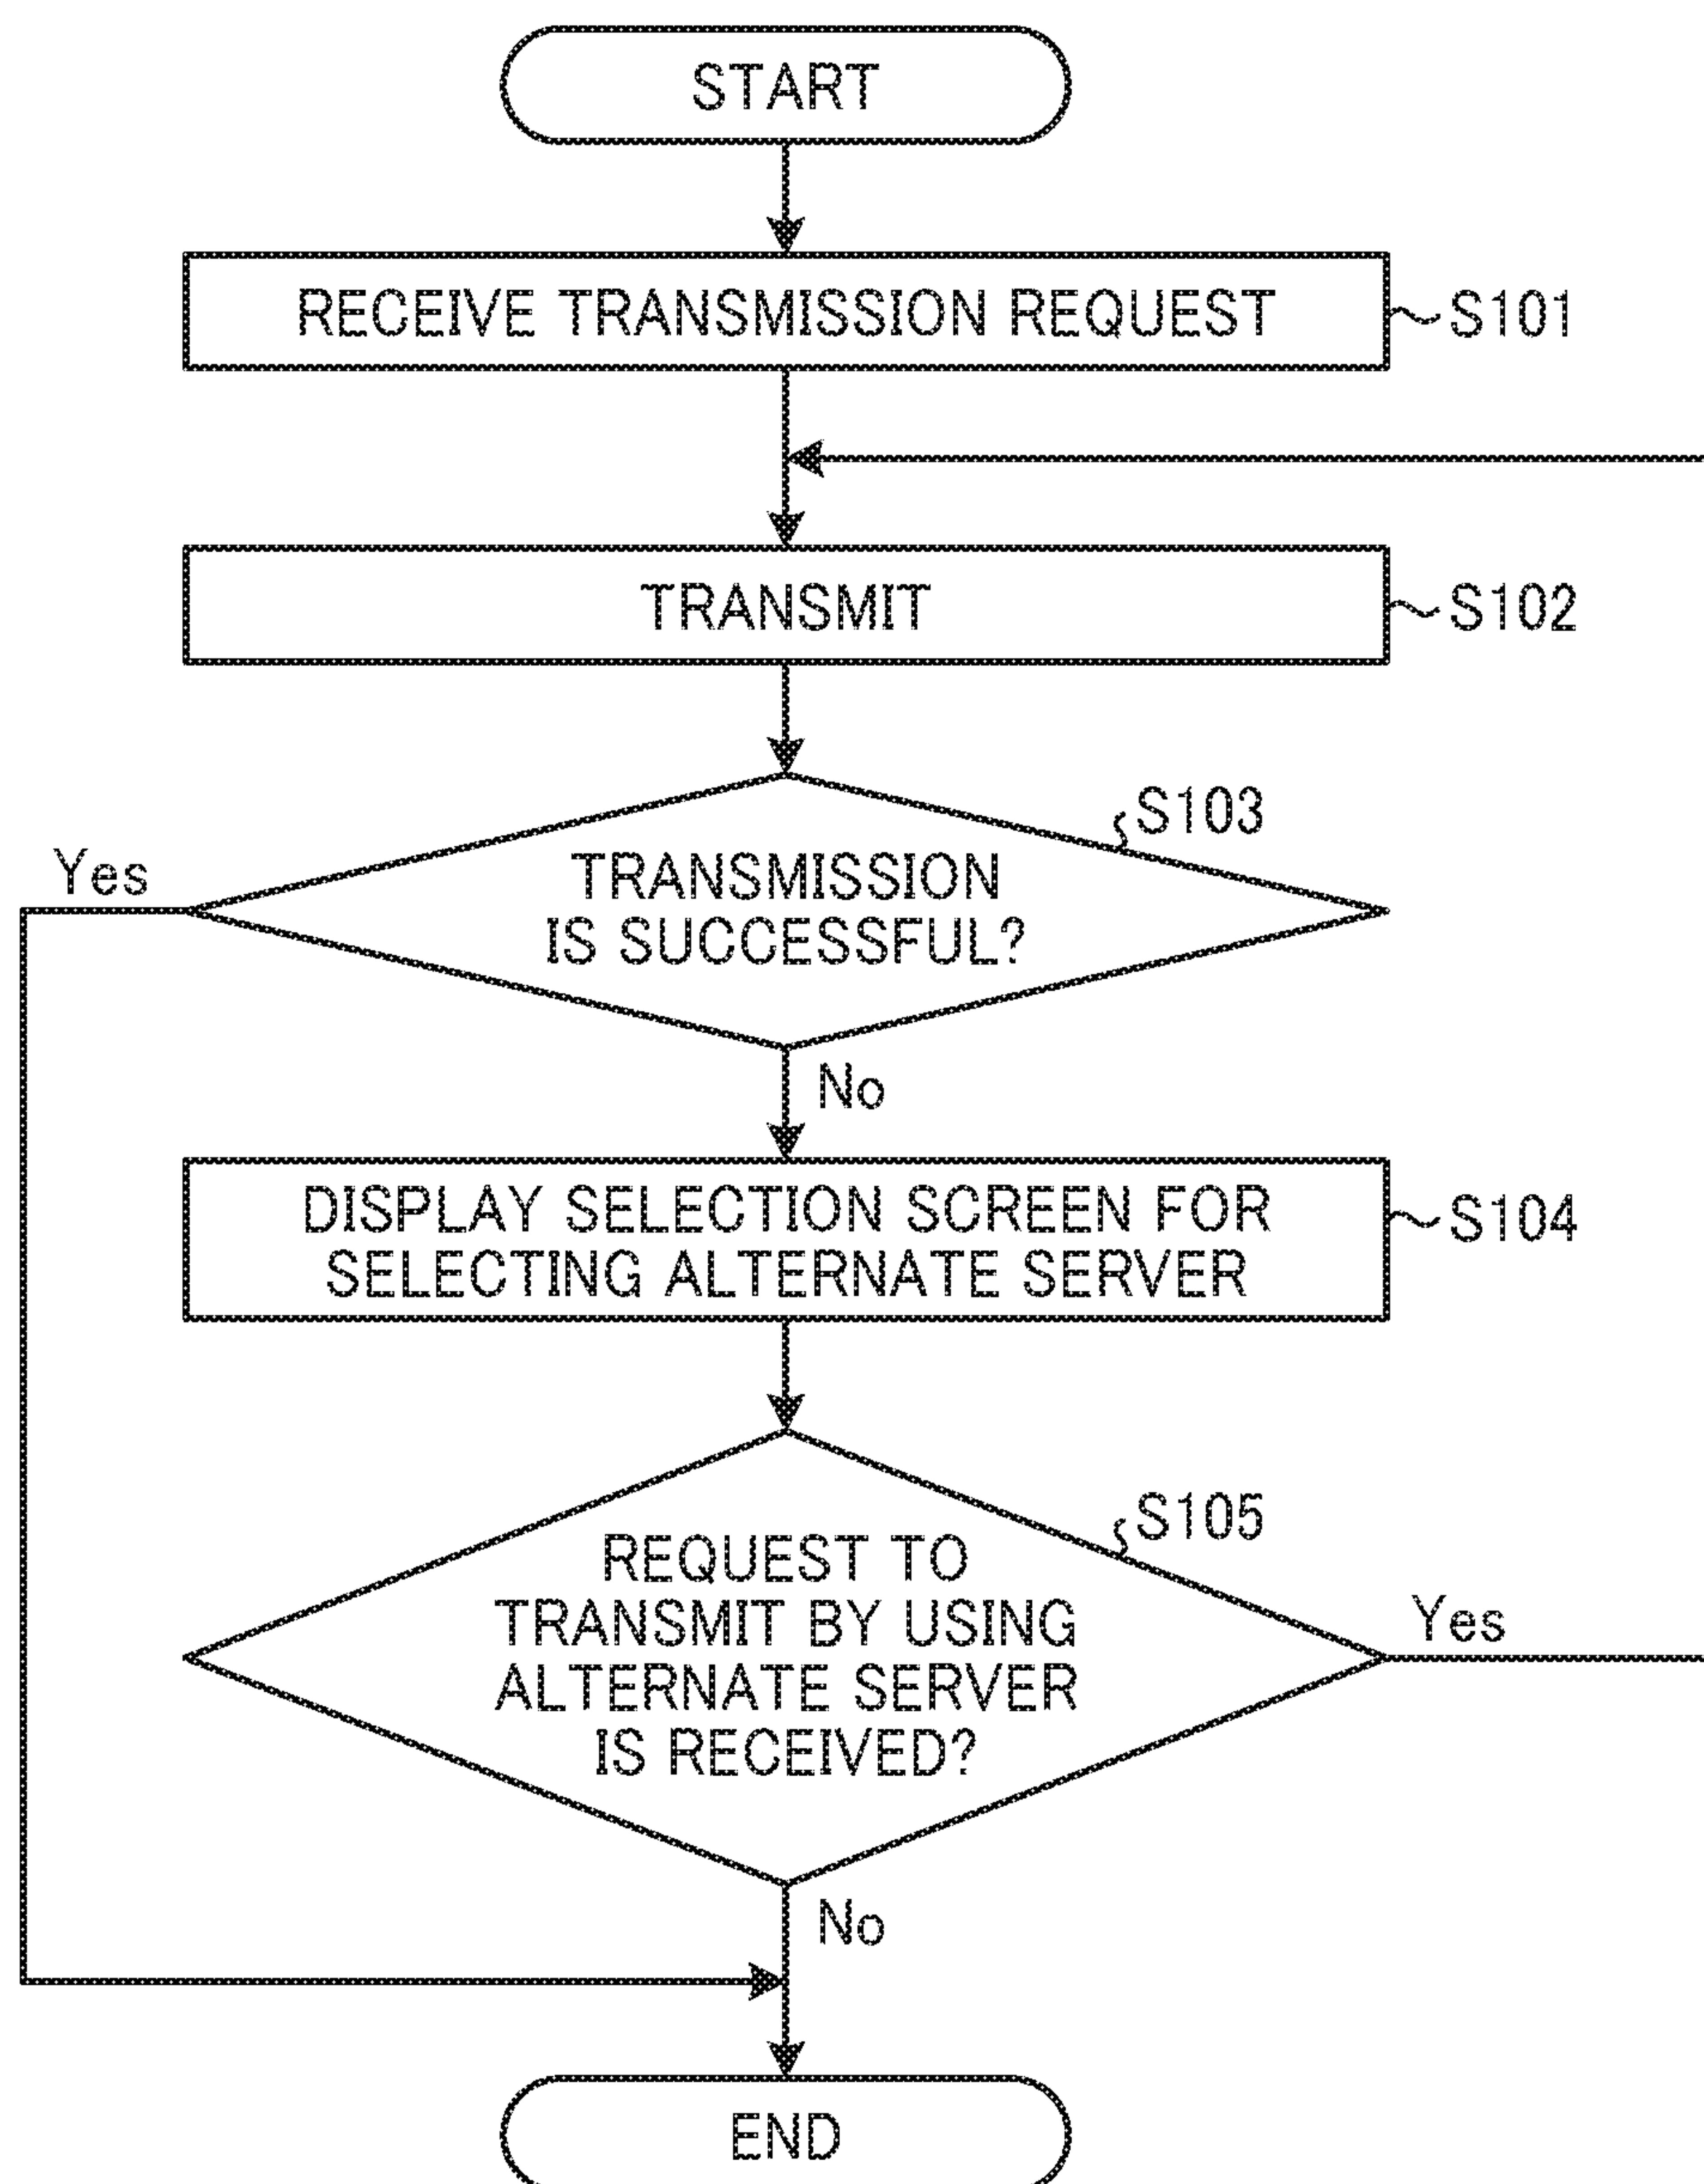 START
RECEIVE TRANSMISSION REQUEST
S101
TRANSMIT
S102
S103
Yes
TRANSMISSION
IS SUCCESSFUL?
No
DISPLAY SELECTION SCREEN FOR
SELECTING ALTERNATE SERVER
S104
S105
REQUEST TO
TRANSMIT BY USING
ALTERNATE SERVER
IS RECEIVED?
Yes
No
END